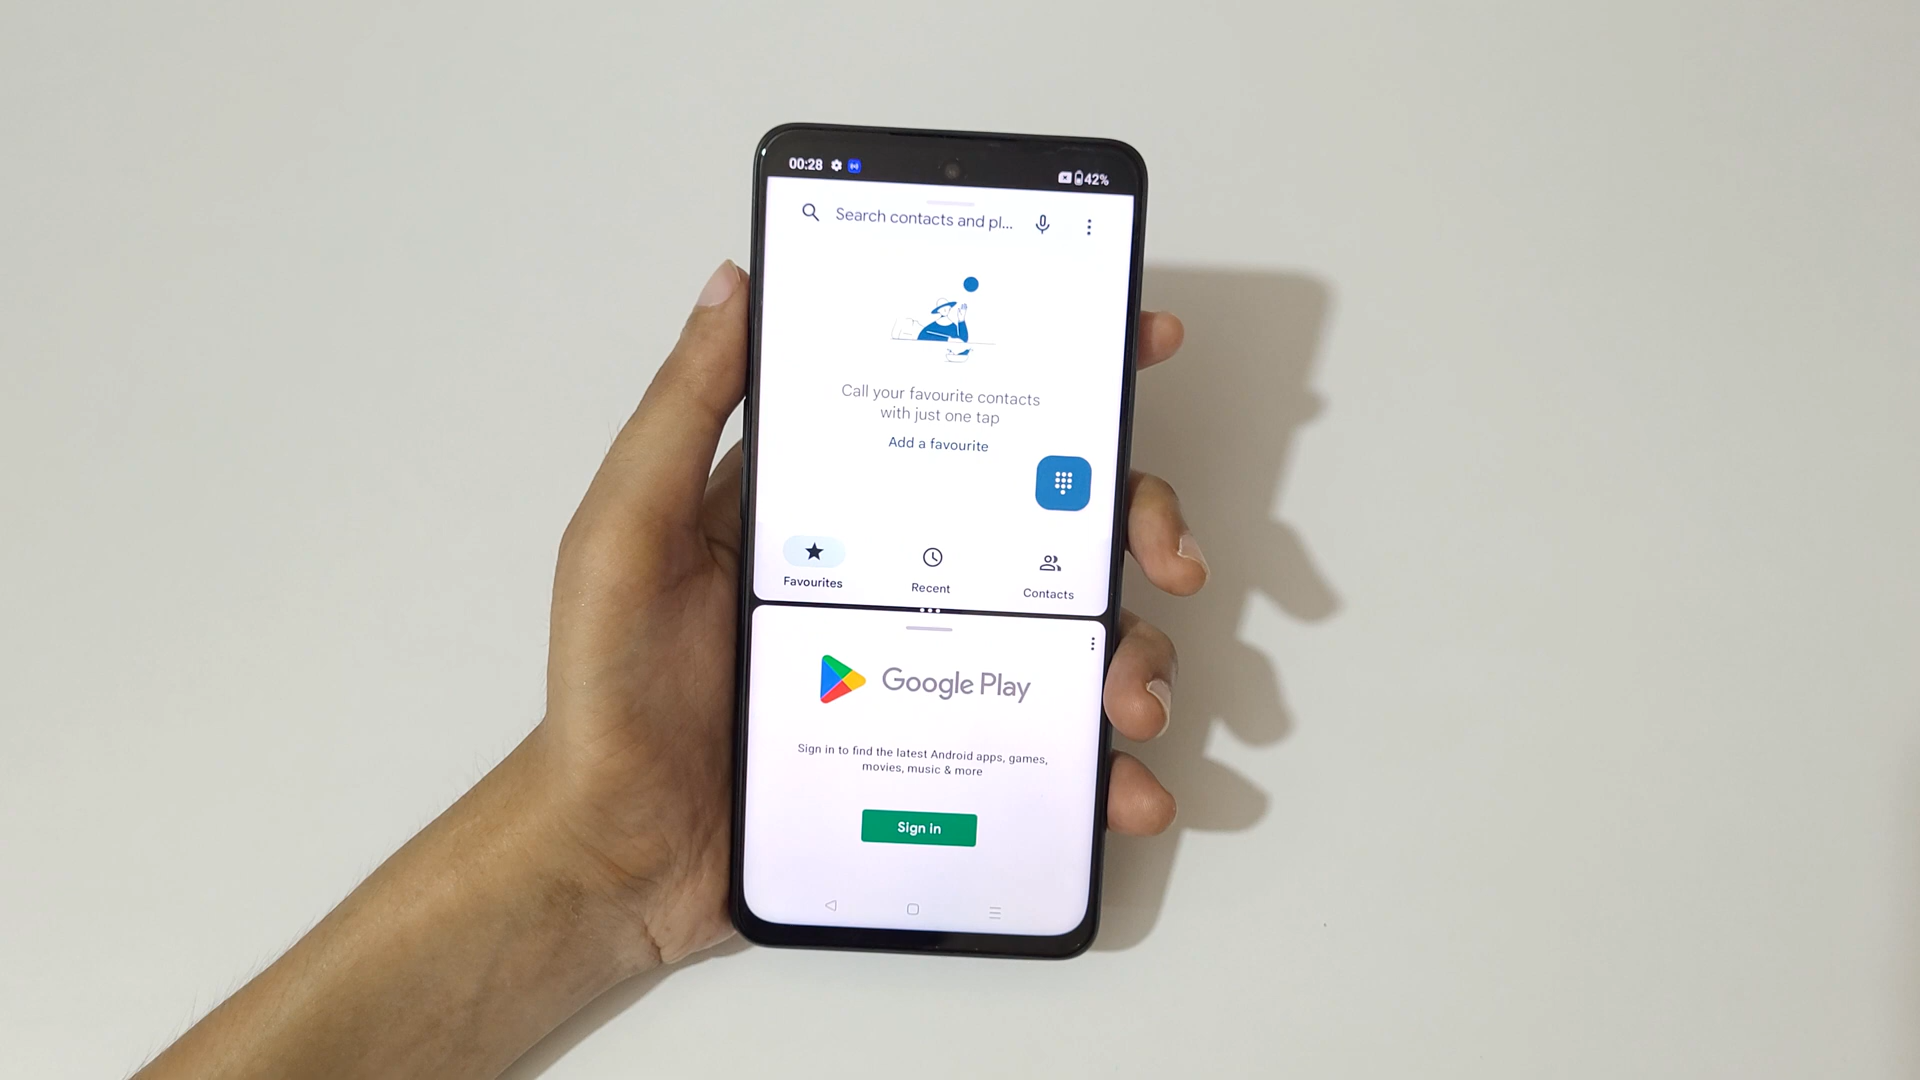 00:28
42%
Search contacts and pl...
Call your favourite contacts
with just one tap
Add a favourite
Favourites
Recent
Contacts
Google Play
Sign in to find the latest Android apps, games,
movies, music & more
Sign in